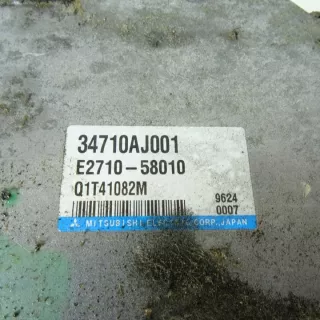 34710AJ001
E2710-58010
Q1T41082M
9624
0007
MITSUBISHI ELECTRIC CORP. JAPAN